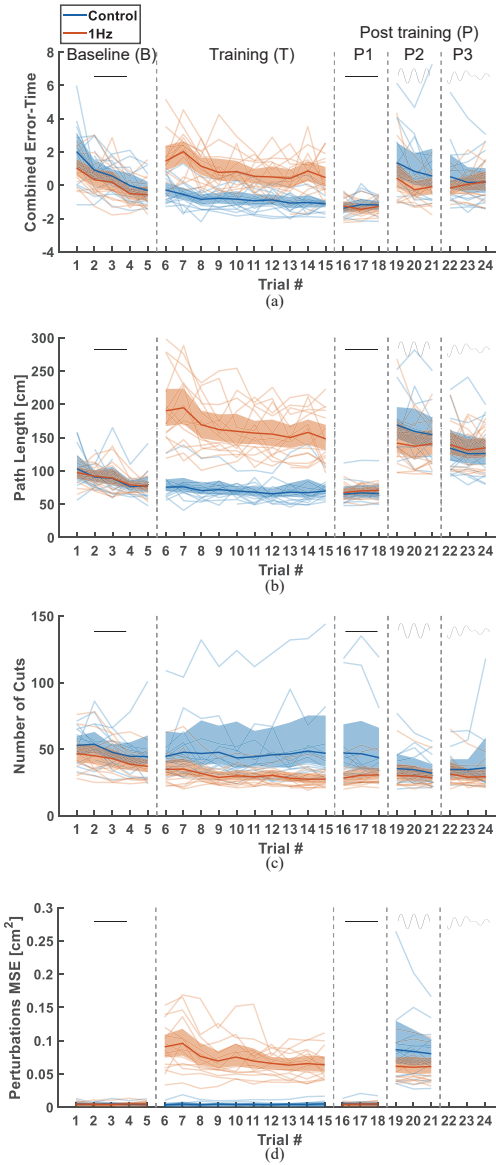 Control
1Hz
Post training (P)
Baseline (B) Training (T) P1 P2 P3
8
6
4
2
0
-2
-4
Combined Error-Time
1 2 3 4 5 6 7 8 9 10 11 12 13 14 15 16 17 18 19 20 21 22 23 24
Trial #
(a)
300
250
200
150
100
50
0
Path Length [cm]
1 2 3 4 5 6 7 8 9 10 11 12 13 14 15 16 17 18 19 20 21 22 23 24
Trial #
(b)
150
100
50
0
Number of Cuts
1 2 3 4 5 6 7 8 9 10 11 12 13 14 15 16 17 18 19 20 21 22 23 24
Trial #
(c)
0.3
0.25
0.2
0.15
0.1
0.05
0
Perturbations MSE [cm²]
1 2 3 4 5 6 7 8 9 10 11 12 13 14 15 16 17 18 19 20 21 22 23 24
Trial #
(d)